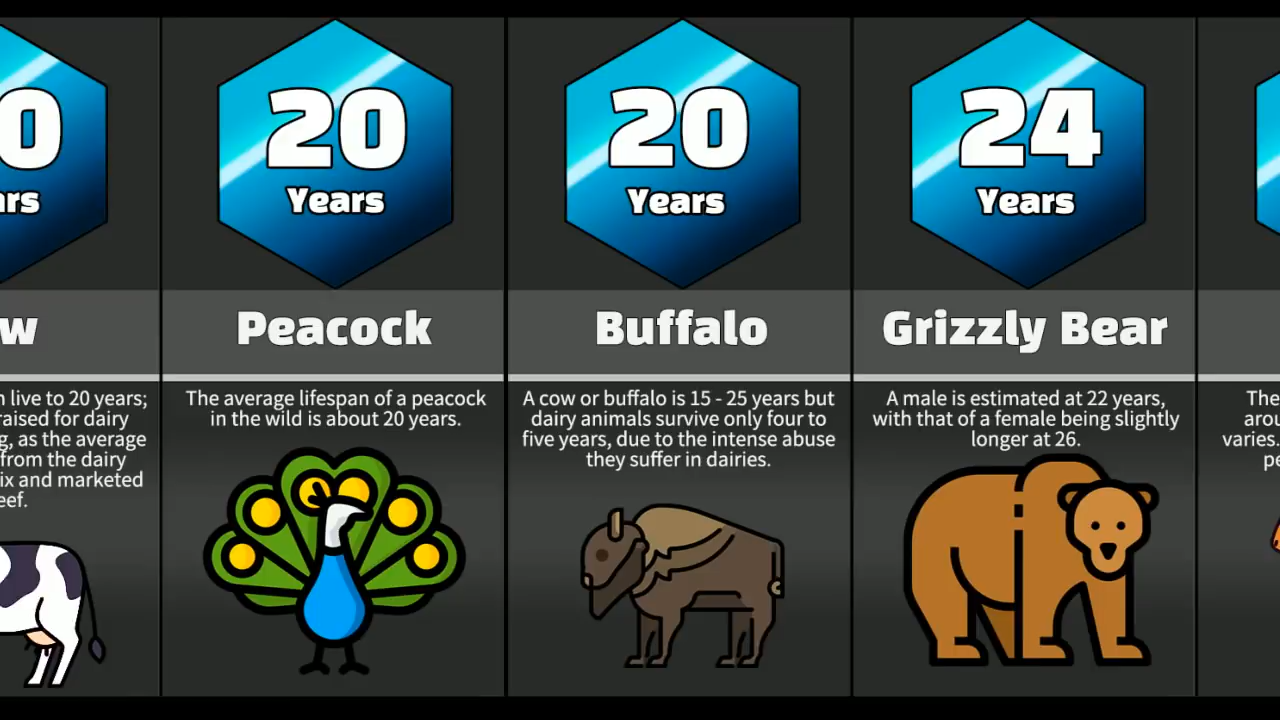 0
ars
w
n live to 20 years;
raised for dairy
g, as the average
from the dairy
ix and marketed
eef.
20
Years
Peacock
The average lifespan of a peacock
in the wild is about 20 years.
20
Years
Buffalo
A cow or buffalo is 15 - 25 years but
dairy animals survive only four to
five years, due to the intense abuse
they suffer in dairies.
24
Years
Grizzly Bear
A male is estimated at 22 years,
with that of a female being slightly
longer at 26.
The
arou
varies.
pe